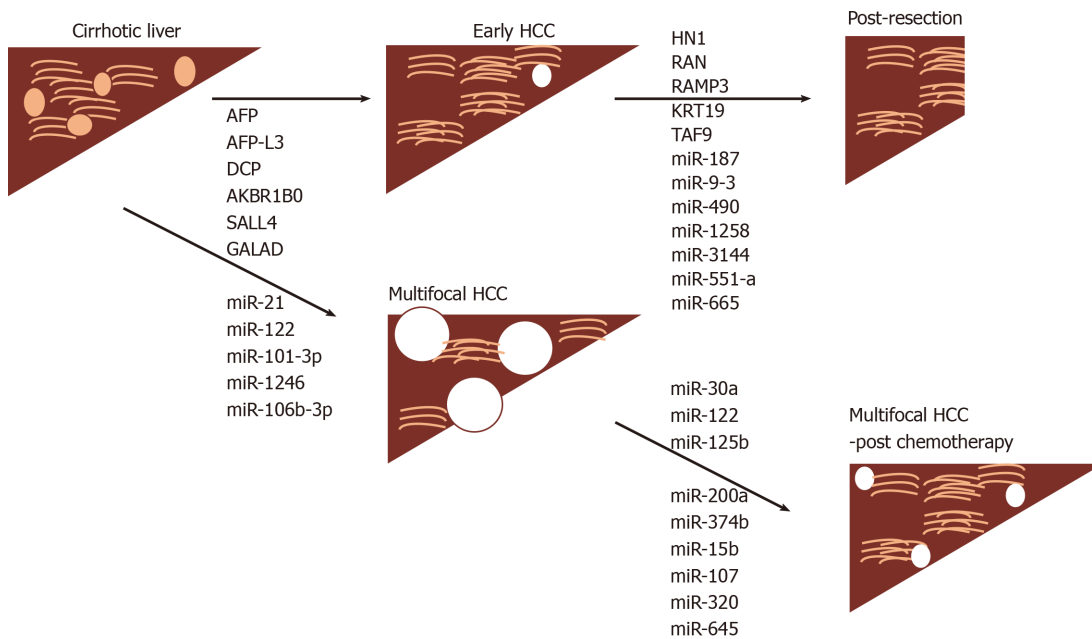 Cirrhotic liver
AFP
AFP-L3
DCP
AKBR1B0
SALL4
GALAD
miR-21
miR-122
miR-101-3p
miR-1246
miR-106b-3p
Early HCC
HN1
RAN
RAMP3
KRT19
TAF9
miR-187
miR-9-3
miR-490
miR-1258
miR-3144
miR-551-a
miR-665
Post-resection
Multifocal HCC
miR-30a
miR-122
miR-125b
miR-200a
miR-374b
miR-15b
miR-107
miR-320
miR-645
Multifocal HCC
-post chemotherapy